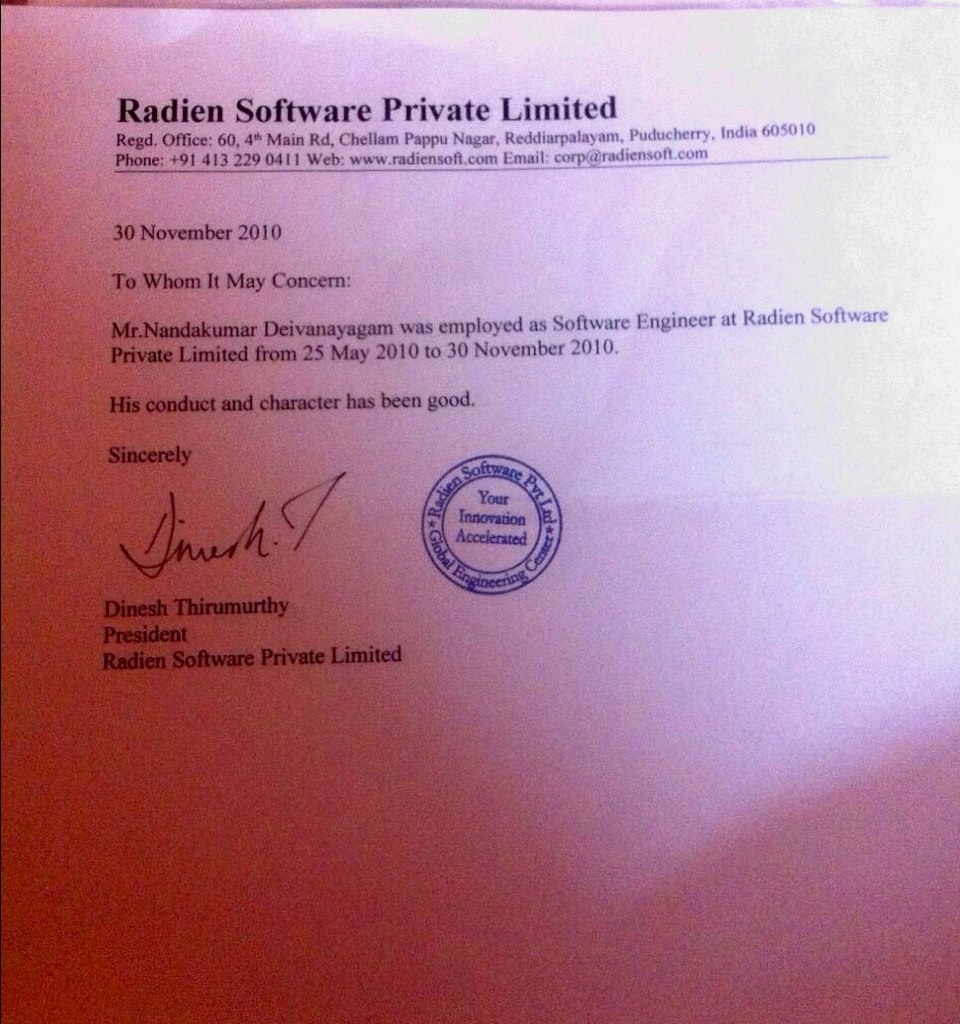 Radien Software Private Limited
Regd. Office: 60, 4th Main Rd, Chellam Pappu Nagar, Reddiarpalayam, Puducherry, India 605010
Phone: +91 413 229 0411 Web: www.radiensoft.com Email: corp@radiensoft.com
30 November 2010
To Whom It May Concern:
Mr.Nandakumar Deivanayagam was employed as Software Engineer at Radien Software
Private Limited from 25 May 2010 to 30 November 2010.
His conduct and character has been good.
Sincerely
Dinesh. T
Radien Software Pvt Ltd
Your
Innovation
Accelerated
* Global Engineering Center *
Dinesh Thirumurthy
President
Radien Software Private Limited